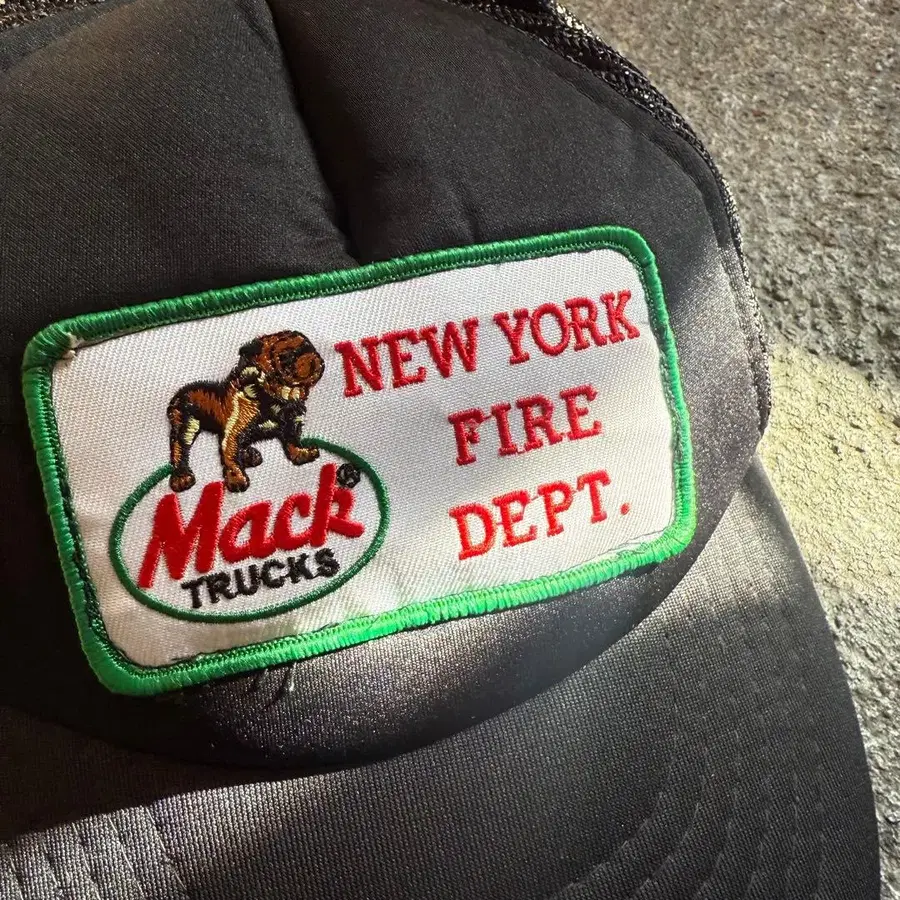 NEW YORK
FIRE
DEPT.
Mack®
TRUCKS